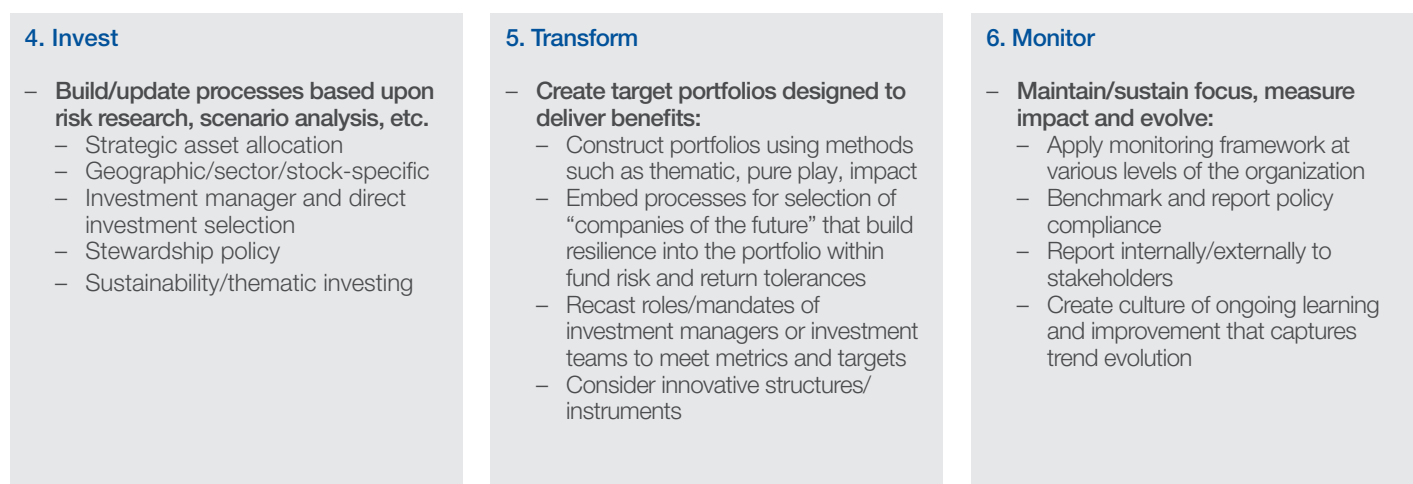 4. Invest
– Build/update processes based upon
risk research, scenario analysis, etc.
– Strategic asset allocation
– Geographic/sector/stock-specific
– Investment manager and direct
investment selection
– Stewardship policy
– Sustainability/thematic investing
5. Transform
– Create target portfolios designed to
deliver benefits:
– Construct portfolios using methods
such as thematic, pure play, impact
– Embed processes for selection of
“companies of the future” that build
resilience into the portfolio within
fund risk and return tolerances
– Recast roles/mandates of
investment managers or investment
teams to meet metrics and targets
– Consider innovative structures/
instruments
6. Monitor
– Maintain/sustain focus, measure
impact and evolve:
– Apply monitoring framework at
various levels of the organization
– Benchmark and report policy
compliance
– Report internally/externally to
stakeholders
– Create culture of ongoing learning
and improvement that captures
trend evolution